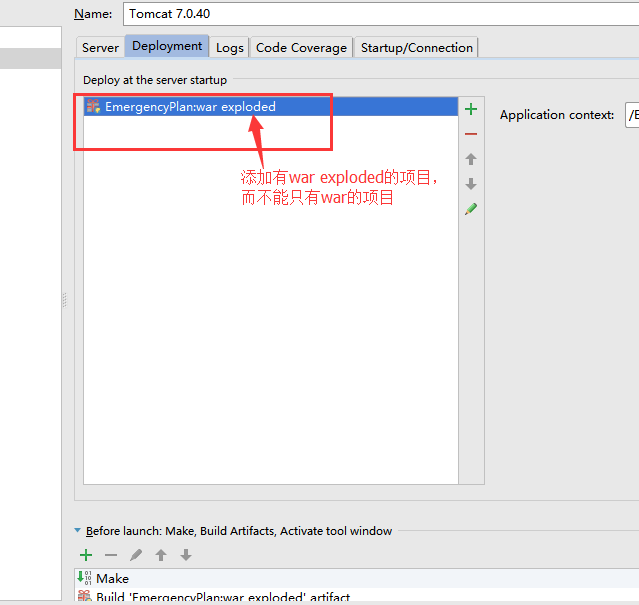 Name: Tomcat 7.0.40
Server Deployment Logs Code Coverage Startup/Connection
Deploy at the server startup
EmergencyPlan:war exploded
Application context: /E
添加有war exploded的项目，
而不能只有war的项目
Before launch: Make, Build Artifacts, Activate tool window
Make
Build 'EmergencyPlan:war exploded' artifact